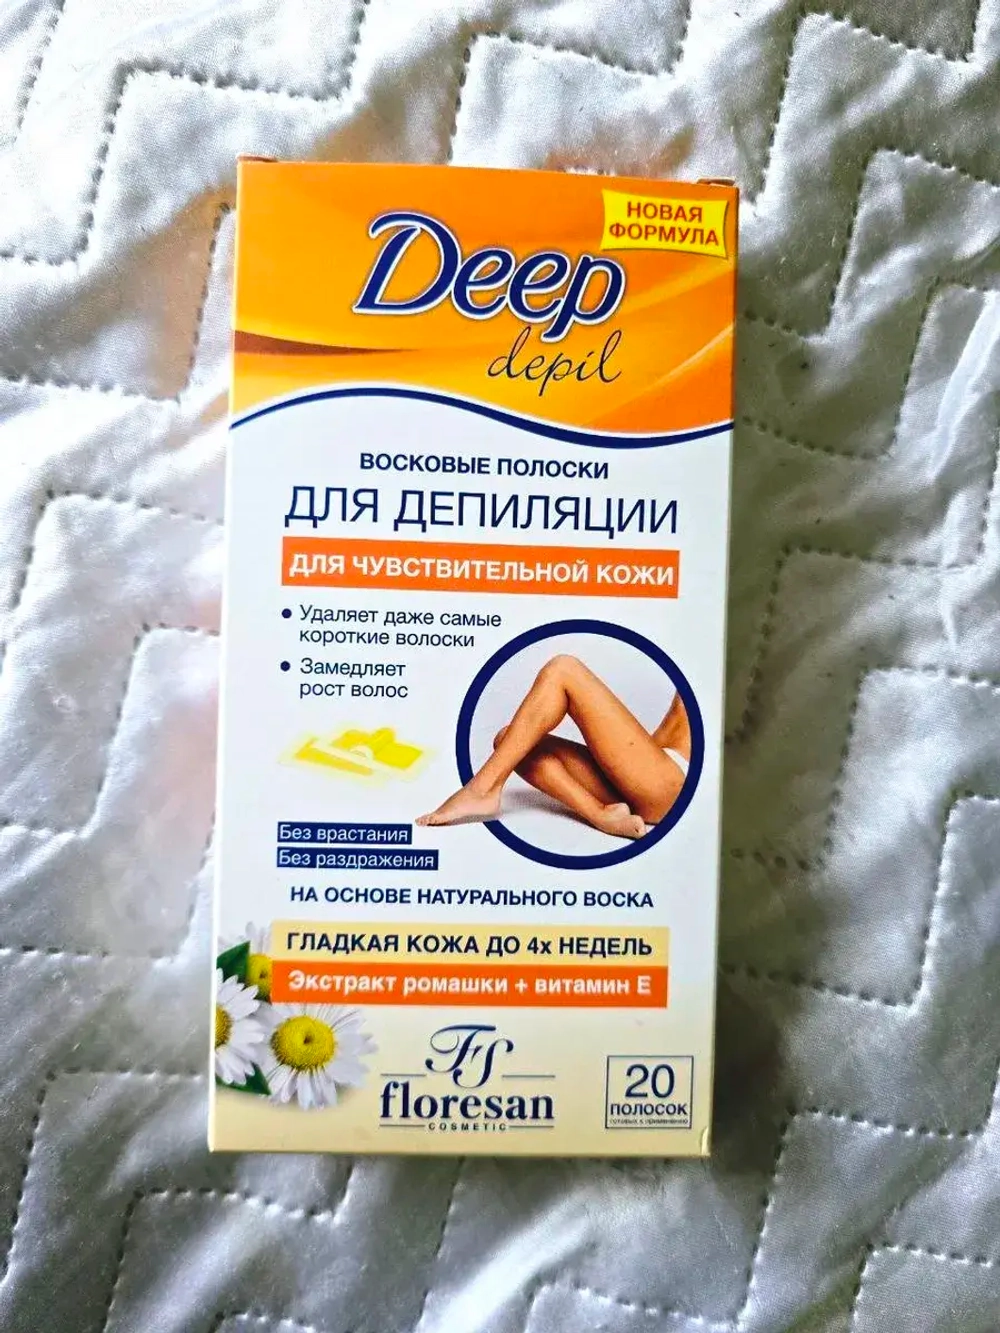 НОВАЯ
ФОРМУЛА
Deep
depil
ВОСКОВЫЕ ПОЛОСКИ
ДЛЯ ДЕПИЛЯЦИИ
ДЛЯ ЧУВСТВИТЕЛЬНОЙ КОЖИ
• Удаляет даже самые
короткие волоски
• Замедляет
рост волос
Без врастания
Без раздражения
НА ОСНОВЕ НАТУРАЛЬНОГО ВОСКА
ГЛАДКАЯ КОЖА ДО 4х НЕДЕЛЬ
Экстракт ромашки + витамин Е
FS
floresan
COSMETIC
20
ПОЛОСОК
готовых к применению